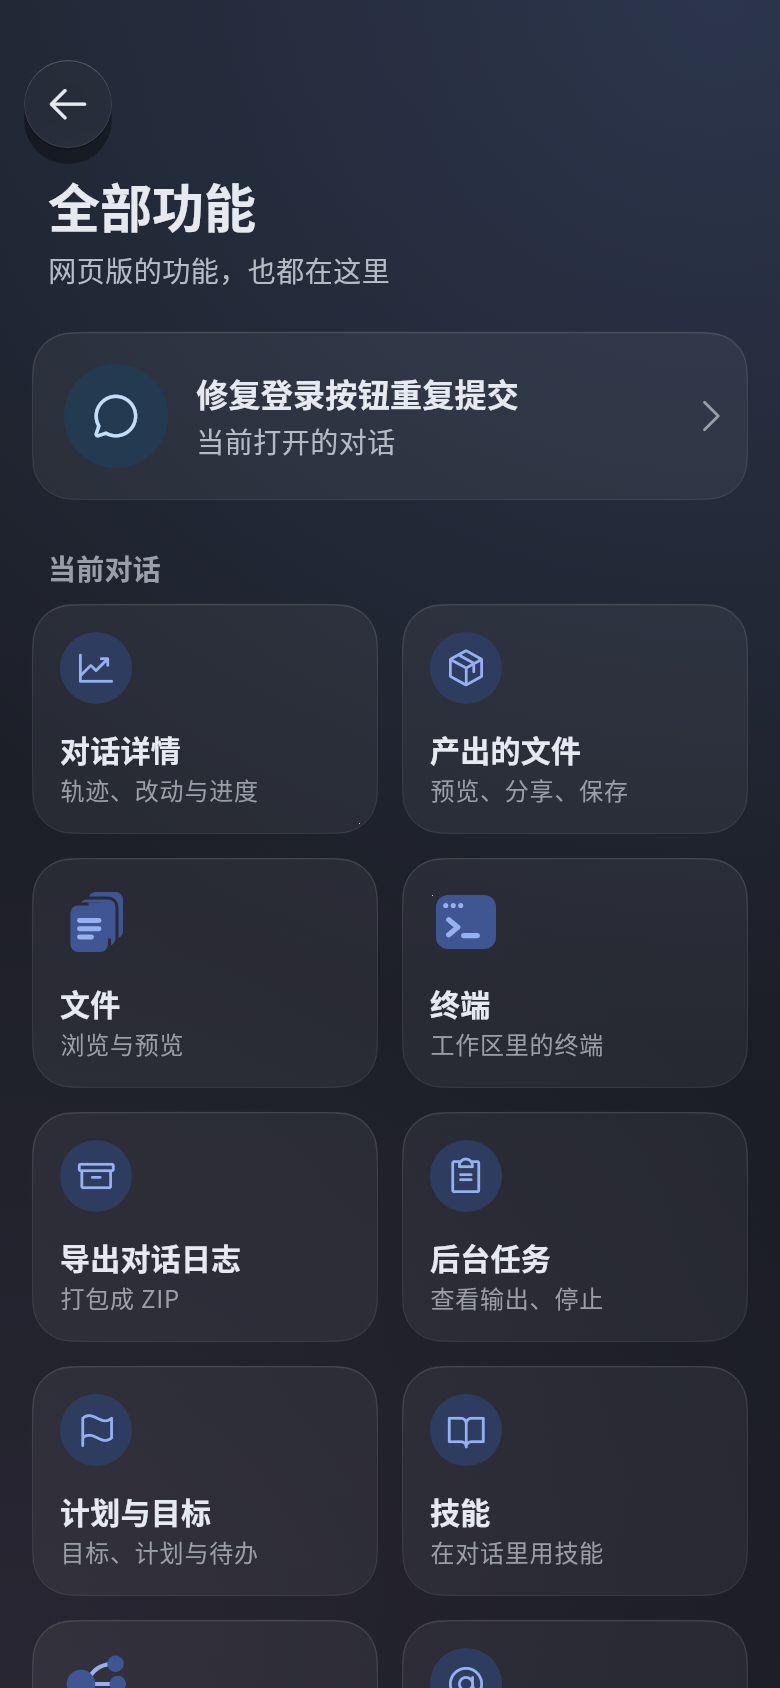 全部功能
网页版的功能，也都在这里
修复登录按钮重复提交
当前打开的对话
当前对话
对话详情
轨迹、改动与进度
产出的文件
预览、分享、保存
文件
浏览与预览
终端
工作区里的终端
导出对话日志
打包成 ZIP
后台任务
查看输出、停止
计划与目标
目标、计划与待办
技能
在对话里用技能